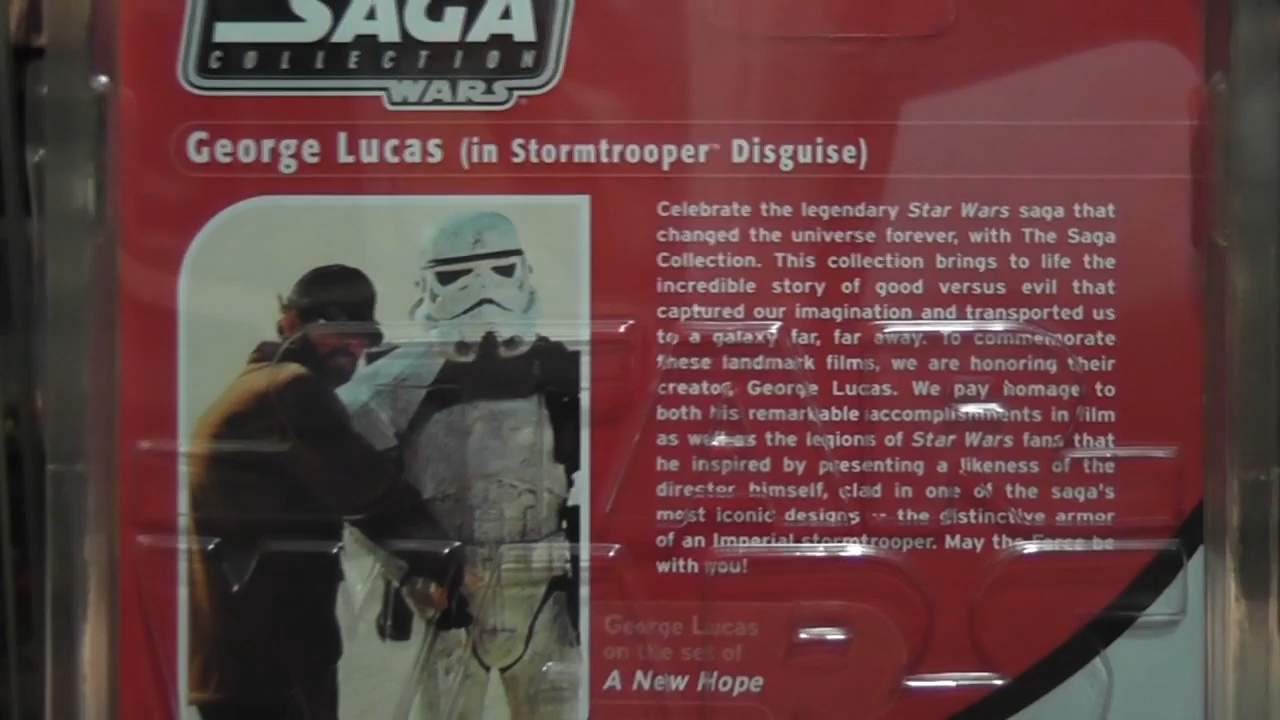 SAGA
COLLECTION
WARS
George Lucas (in Stormtrooper™ Disguise)
Celebrate the legendary Star Wars saga that
changed the universe forever, with The Saga
Collection. This collection brings to life the
incredible story of good versus evil that
captured our imagination and transported us
to a galaxy far, far away. To commemorate
these landmark films, we are honoring their
creator, George Lucas. We pay homage to
both his remarkable accomplishments in film
as well as the legions of Star Wars fans that
he inspired by presenting a likeness of the
director himself, clad in one of the saga's
most iconic designs -- the distinctive armor
of an Imperial stormtrooper. May the Force be
with you!
George Lucas
on the set of
A New Hope